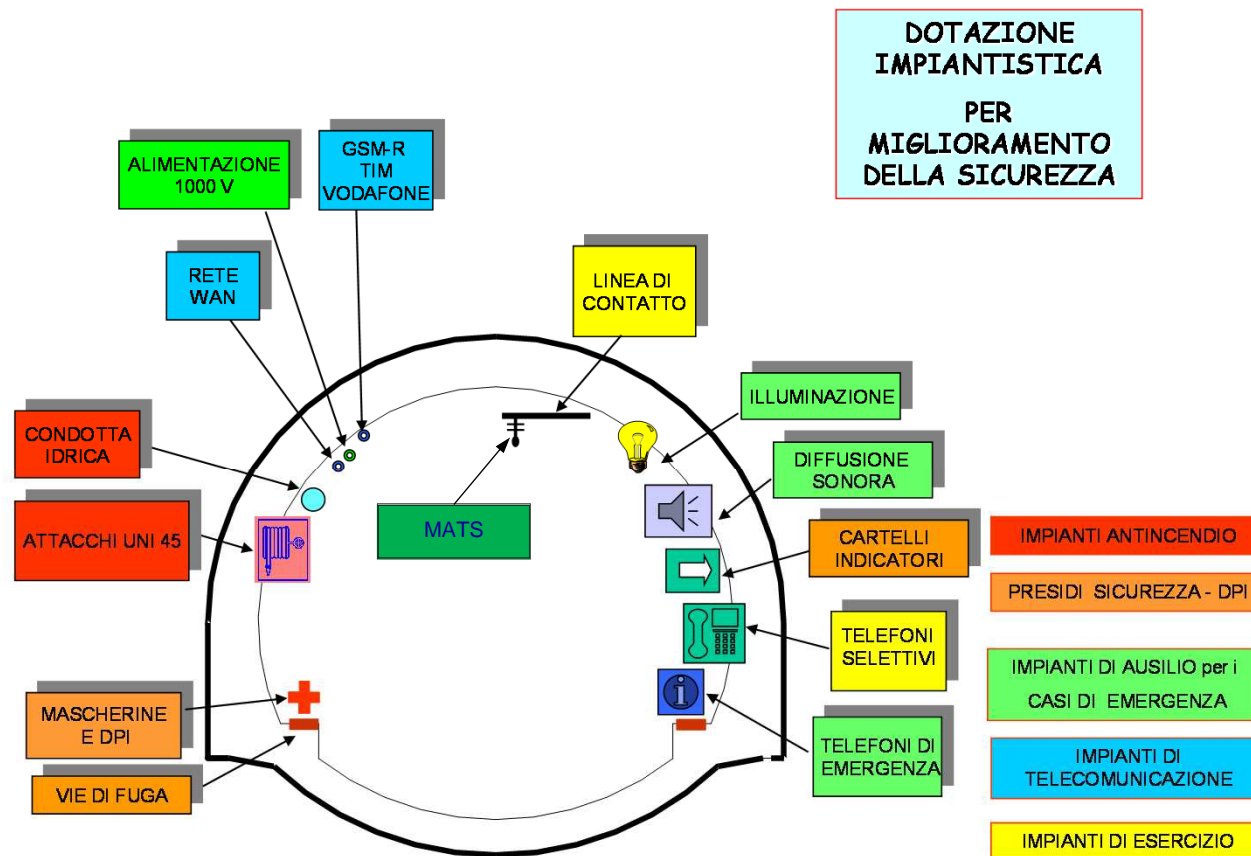 DOTAZIONE
IMPIANTISTICA
PER
MIGLIORAMENTO
DELLA SICUREZZA
ALIMENTAZIONE
1000 V
GSM-R
TIM
VODAFONE
RETE
WAN
LINEA DI
CONTATTO
ILLUMINAZIONE
CONDOTTA
IDRICA
DIFFUSIONE
SONORA
ATTACCHI UNI 45
MATS
CARTELLI
INDICATORI
TELEFONI
SELETTIVI
MASCHERINE
E DPI
TELEFONI DI
EMERGENZA
VIE DI FUGA
IMPIANTI ANTINCENDIO
PRESIDI SICUREZZA - DPI
IMPIANTI DI AUSILIO per i
CASI DI EMERGENZA
IMPIANTI DI
TELECOMUNICAZIONE
IMPIANTI DI ESERCIZIO